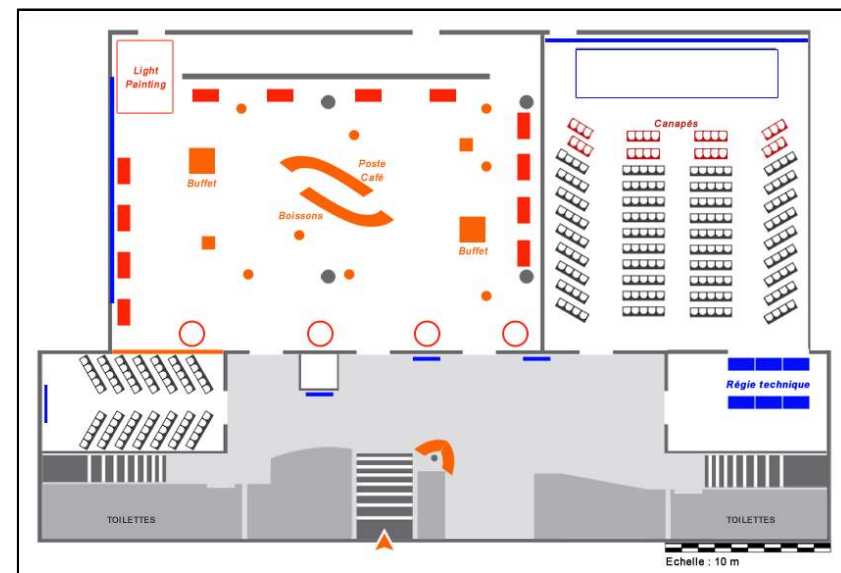 Light
Painting
Canapés
Poste
Café
Buffet
Boissons
Buffet
Régie technique
TOILETTES
TOILETTES
Echelle : 10 m